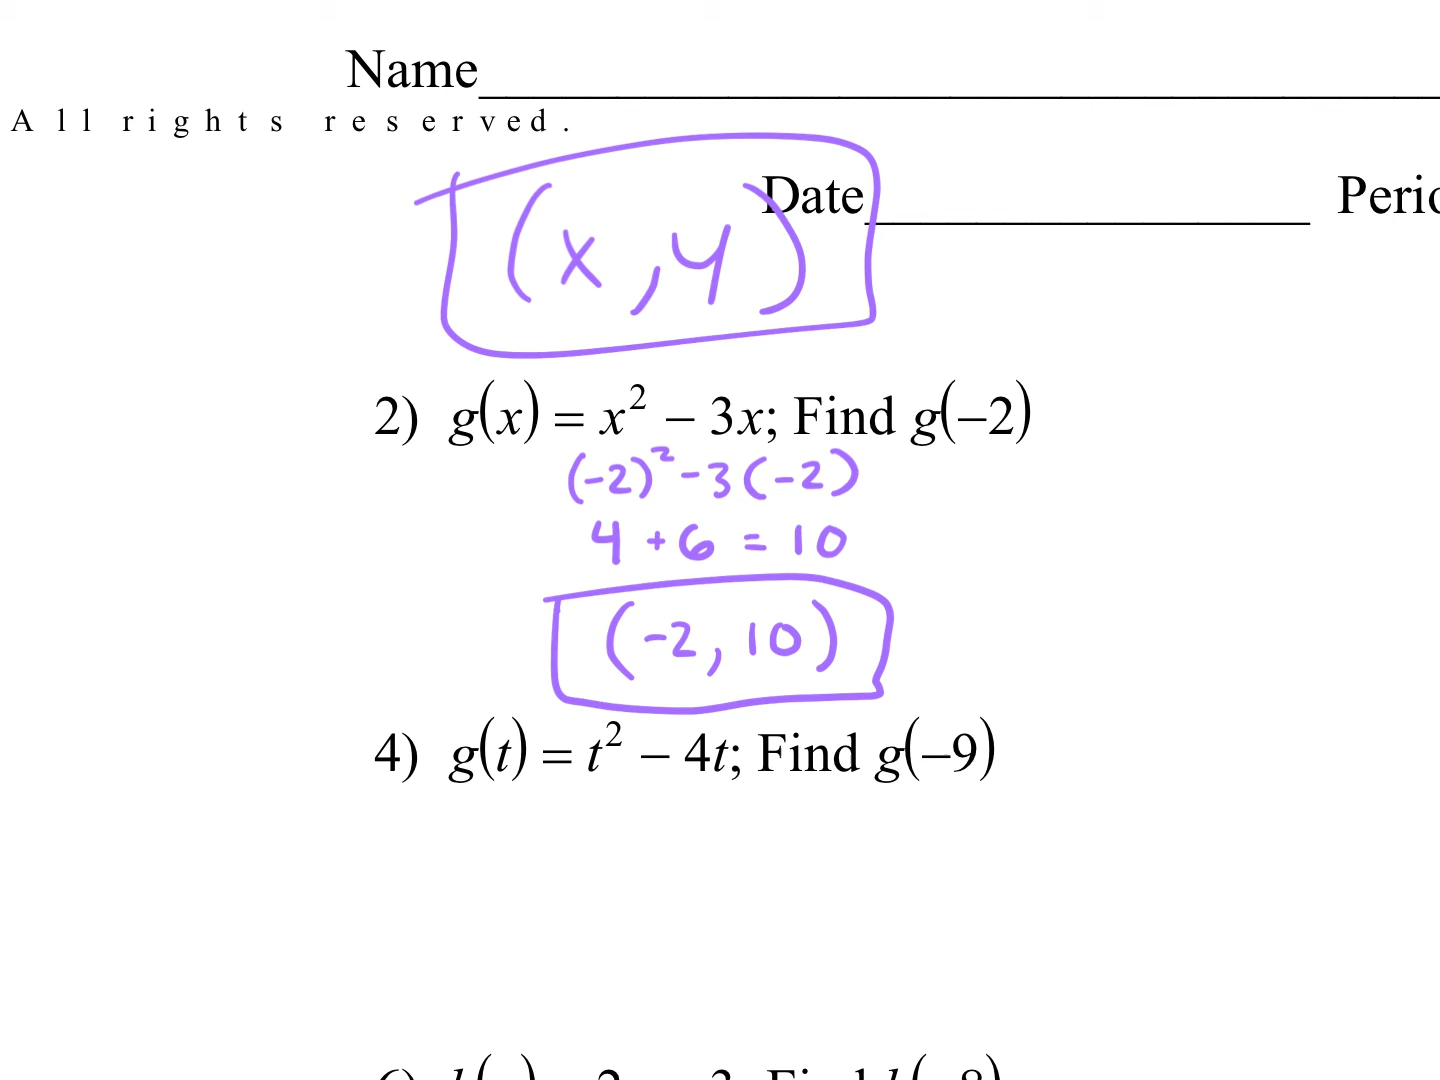 Name
All rights reserved.
Date Perio
(x, y)
2) g(x) = x² − 3x; Find g(−2)
(-2)² - 3(-2)
4 + 6 = 10
(-2, 10)
4) g(t) = t² − 4t; Find g(−9)